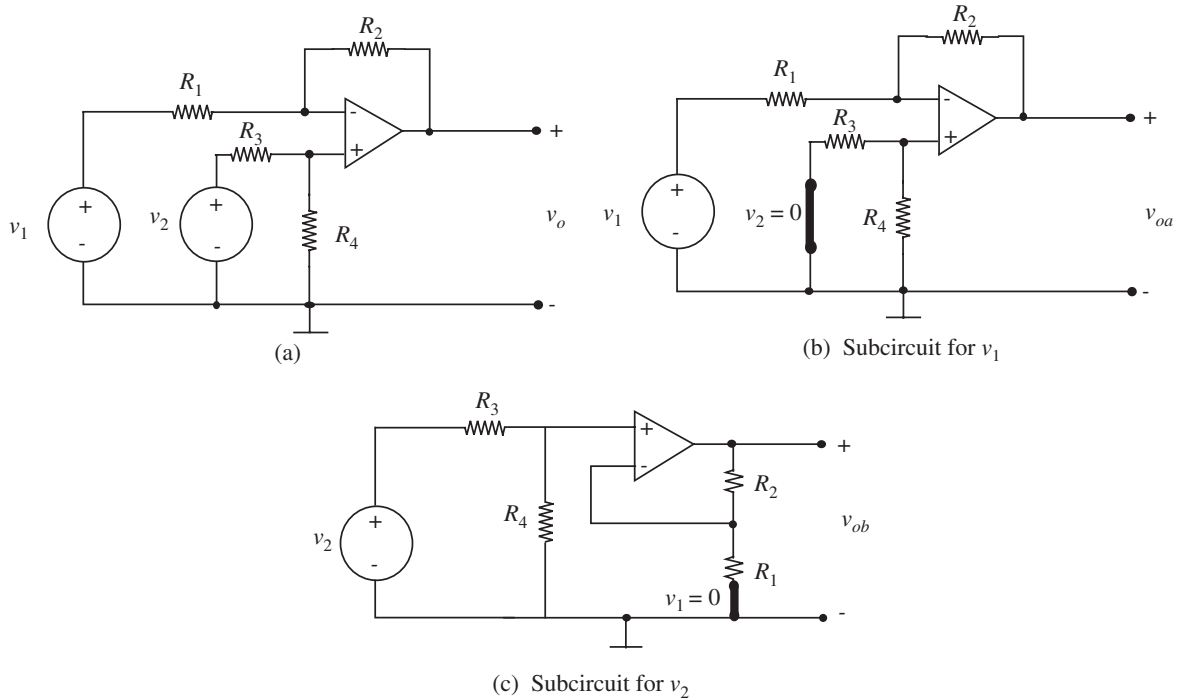 R2
R1
-
R3
+
+
v1
+
-
v2
+
-
R4
vo
-
(a)
R2
R1
-
R3
+
+
v1
+
-
v2 = 0
R4
voa
-
(b) Subcircuit for v1
R3
+
-
+
R2
v2
+
-
R4
vob
R1
v1 = 0
-
(c) Subcircuit for v2